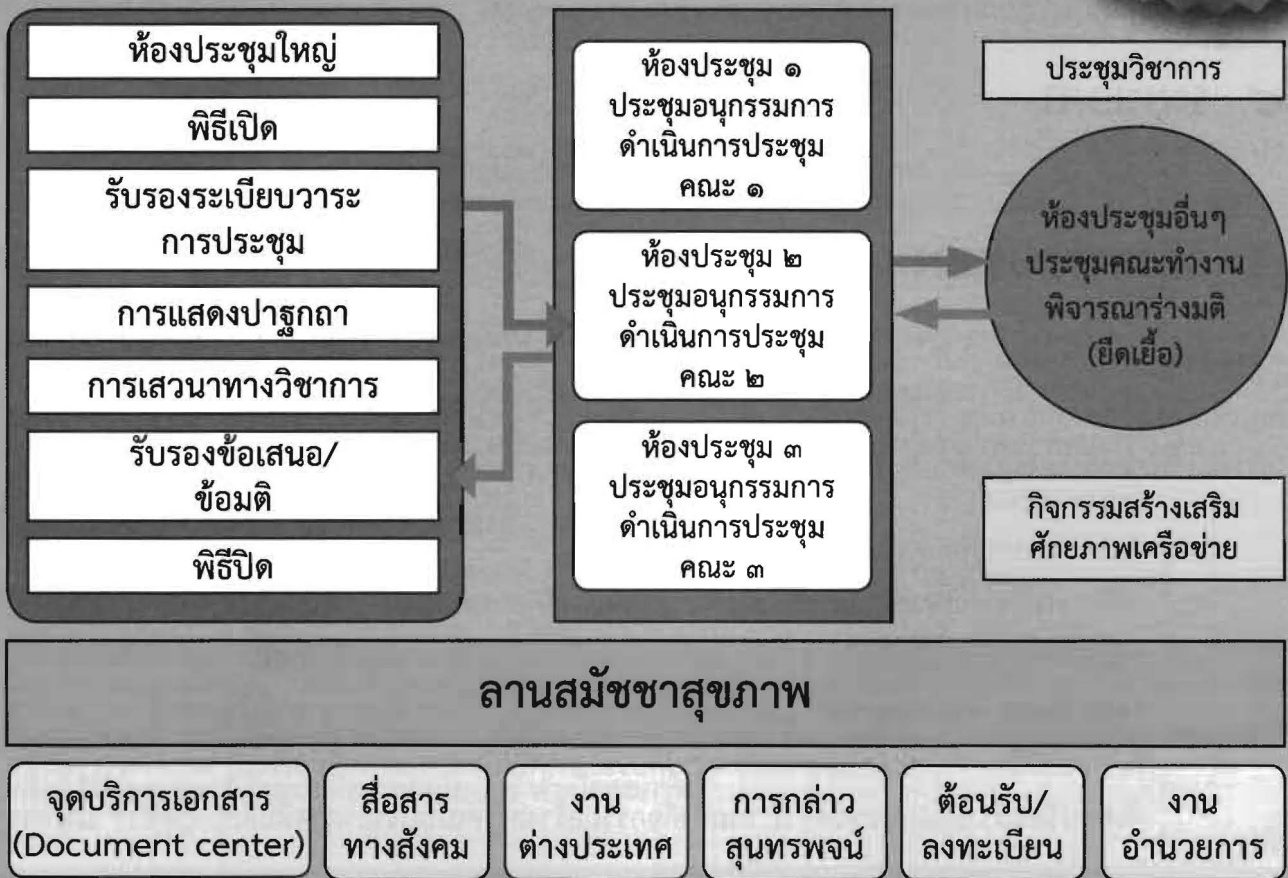 ห้องประชุมใหญ่
พิธีเปิด
รับรองระเบียบวาระ
การประชุม
การแสดงปาฐกถา
การเสวนาทางวิชาการ
รับรองข้อเสนอ/
ข้อมติ
พิธีปิด
ห้องประชุม ๑
ประชุมอนุกรรมการ
ดำเนินการประชุม
คณะ ๑
ห้องประชุม ๒
ประชุมอนุกรรมการ
ดำเนินการประชุม
คณะ ๒
ห้องประชุม ๓
ประชุมอนุกรรมการ
ดำเนินการประชุม
คณะ ๓
ประชุมวิชาการ
ห้องประชุมอื่นๆ
ประชุมคณะทำงาน
พิจารณาร่างมติ
(ยืดเยื้อ)
กิจกรรมสร้างเสริม
ศักยภาพเครือข่าย
ลานสมัชชาสุขภาพ
จุดบริการเอกสาร
(Document center)
สื่อสาร
ทางสังคม
งาน
ต่างประเทศ
การกล่าว
สุนทรพจน์
ต้อนรับ/
ลงทะเบียน
งาน
อำนวยการ